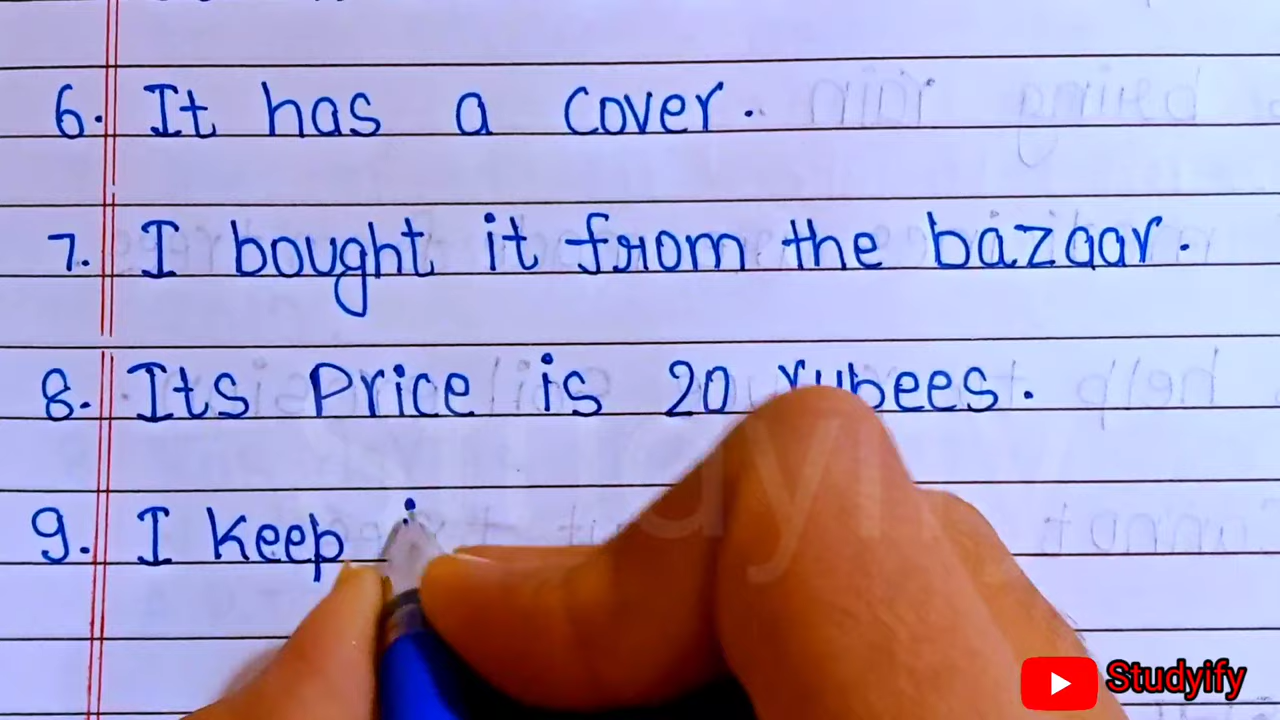 6. It has a cover.
7. I bought it from the bazaar.
8. Its Price is 20 rupees.
9. I keep
Studyify